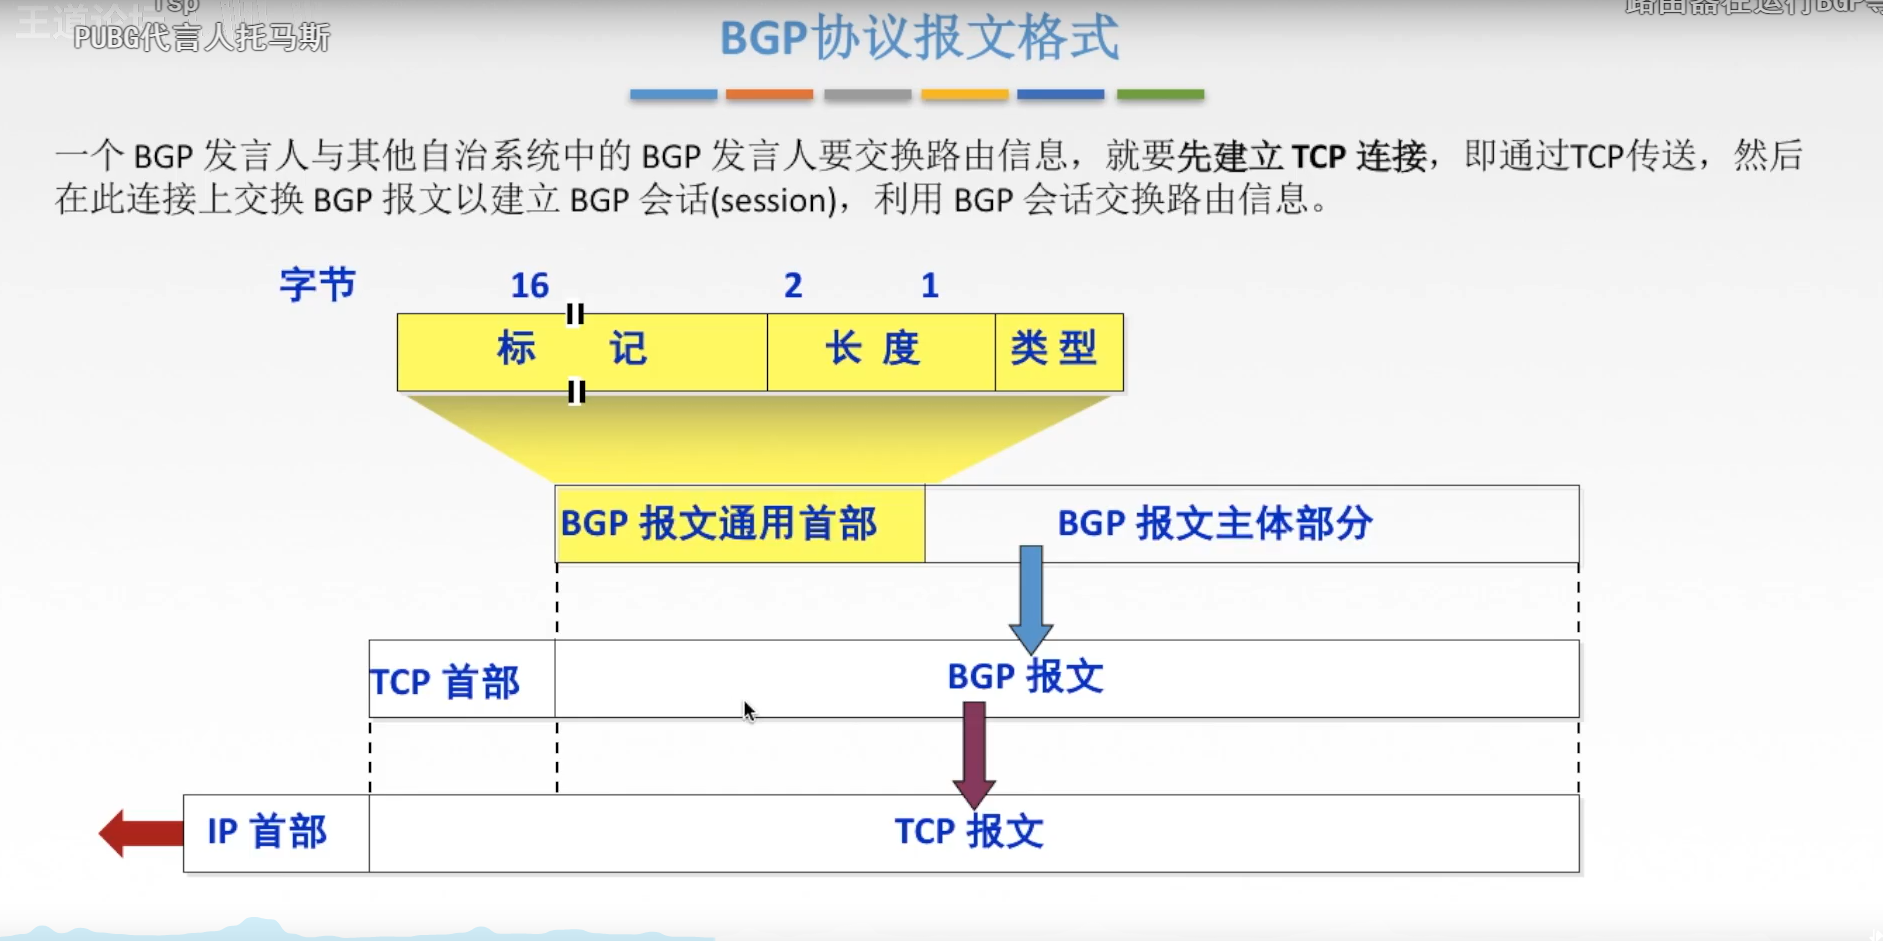 王道论坛
Tsp
路由器在运行BGP
PUBG代言人托马斯
BGP协议报文格式
一个 BGP 发言人与其他自治系统中的 BGP 发言人要交换路由信息，就要先建立 TCP 连接，即通过TCP传送，然后
在此连接上交换 BGP 报文以建立 BGP 会话(session)，利用 BGP 会话交换路由信息。
字节 16 2 1
标 记 长 度 类 型
BGP 报文通用首部 BGP 报文主体部分
TCP 首部 BGP 报文
IP 首部 TCP 报文